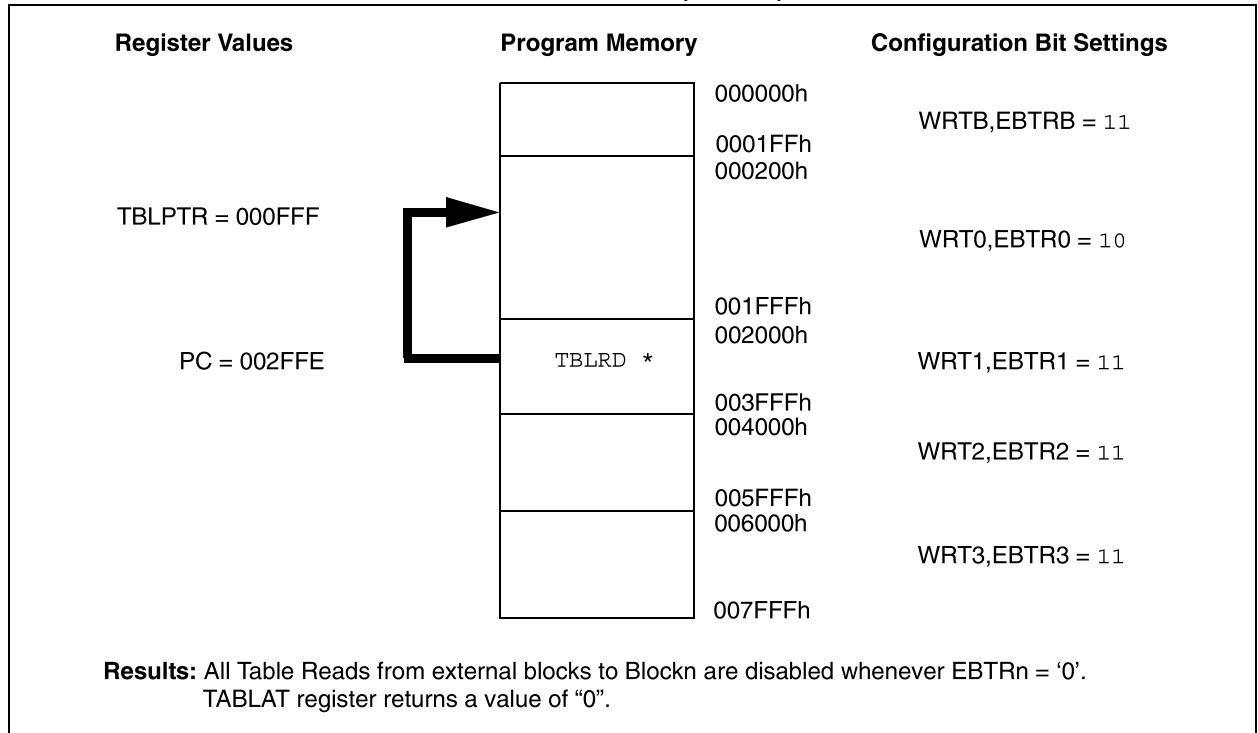 Register Values Program Memory Configuration Bit Settings
000000h
WRTB,EBTRB = 11
0001FFh
000200h
TBLPTR = 000FFF
WRT0,EBTR0 = 10
001FFFh
002000h
PC = 002FFE TBLRD * WRT1,EBTR1 = 11
003FFFh
004000h
WRT2,EBTR2 = 11
005FFFh
006000h
WRT3,EBTR3 = 11
007FFFh
Results: All Table Reads from external blocks to Blockn are disabled whenever EBTRn = ‘0’.
TABLAT register returns a value of “0”.